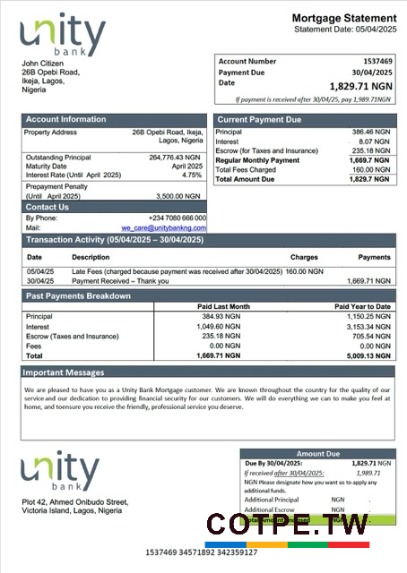 unity
bank
Mortgage Statement
Statement Date: 05/04/2025
John Citizen
26B Opebi Road,
Ikeja, Lagos,
Nigeria
Account Number 1537469
Payment Due 30/04/2025
Date
1,829.71 NGN
If payment is received after 30/04/25, pay 1,989.71NGN
Account Information
Property Address 26B Opebi Road, Ikeja,
Lagos, Nigeria
Outstanding Principal 264,776.43 NGN
Maturity Date April 2025
Interest Rate (Until April 2025) 4.75%
Prepayment Penalty
(Until April 2025) 3,500.00 NGN
Contact Us
By Phone: +234 7080 666 000
Mail: we_care@unitybankng.com
Current Payment Due
Principal 386.46 NGN
Interest 8.07 NGN
Escrow (for Taxes and Insurance) 235.18 NGN
Regular Monthly Payment 1,669.7 NGN
Total Fees Charged 160.00 NGN
Total Amount Due 1,829.7 NGN
Transaction Activity (05/04/2025 – 30/04/2025)
Date Description Charges Payments
05/04/25 Late Fees (charged because payment was received after 30/04/2025) 160.00 NGN
30/04/25 Payment Received – Thank you 1,669.71 NGN
Past Payments Breakdown
Paid Last Month Paid Year to Date
Principal 384.93 NGN 1,150.25 NGN
Interest 1,049.60 NGN 3,153.34 NGN
Escrow (Taxes and Insurance) 235.18 NGN 705.54 NGN
Fees 0.00 NGN 0.00 NGN
Total 1,669.71 NGN 5,009.13 NGN
Important Messages
We are pleased to have you as a Unity Bank Mortgage customer. We are known throughout the country for the quality of our
service and our dedication to providing financial security for our customers. We will do everything we can to make you feel at
home, and toensure you receive the friendly, professional service you deserve.
unity
bank
Plot 42, Ahmed Onibudo Street,
Victoria Island, Lagos, Nigeria
Amount Due
Due By 30/04/2025: 1,829.71 NGN
If received after 30/04/2025: 1,989.71
NGN Please designate how you want us to apply any
additional funds.
Additional Principal NGN .
Additional Escrow NGN .
COTPE.TW
1537469 34571892 342359127